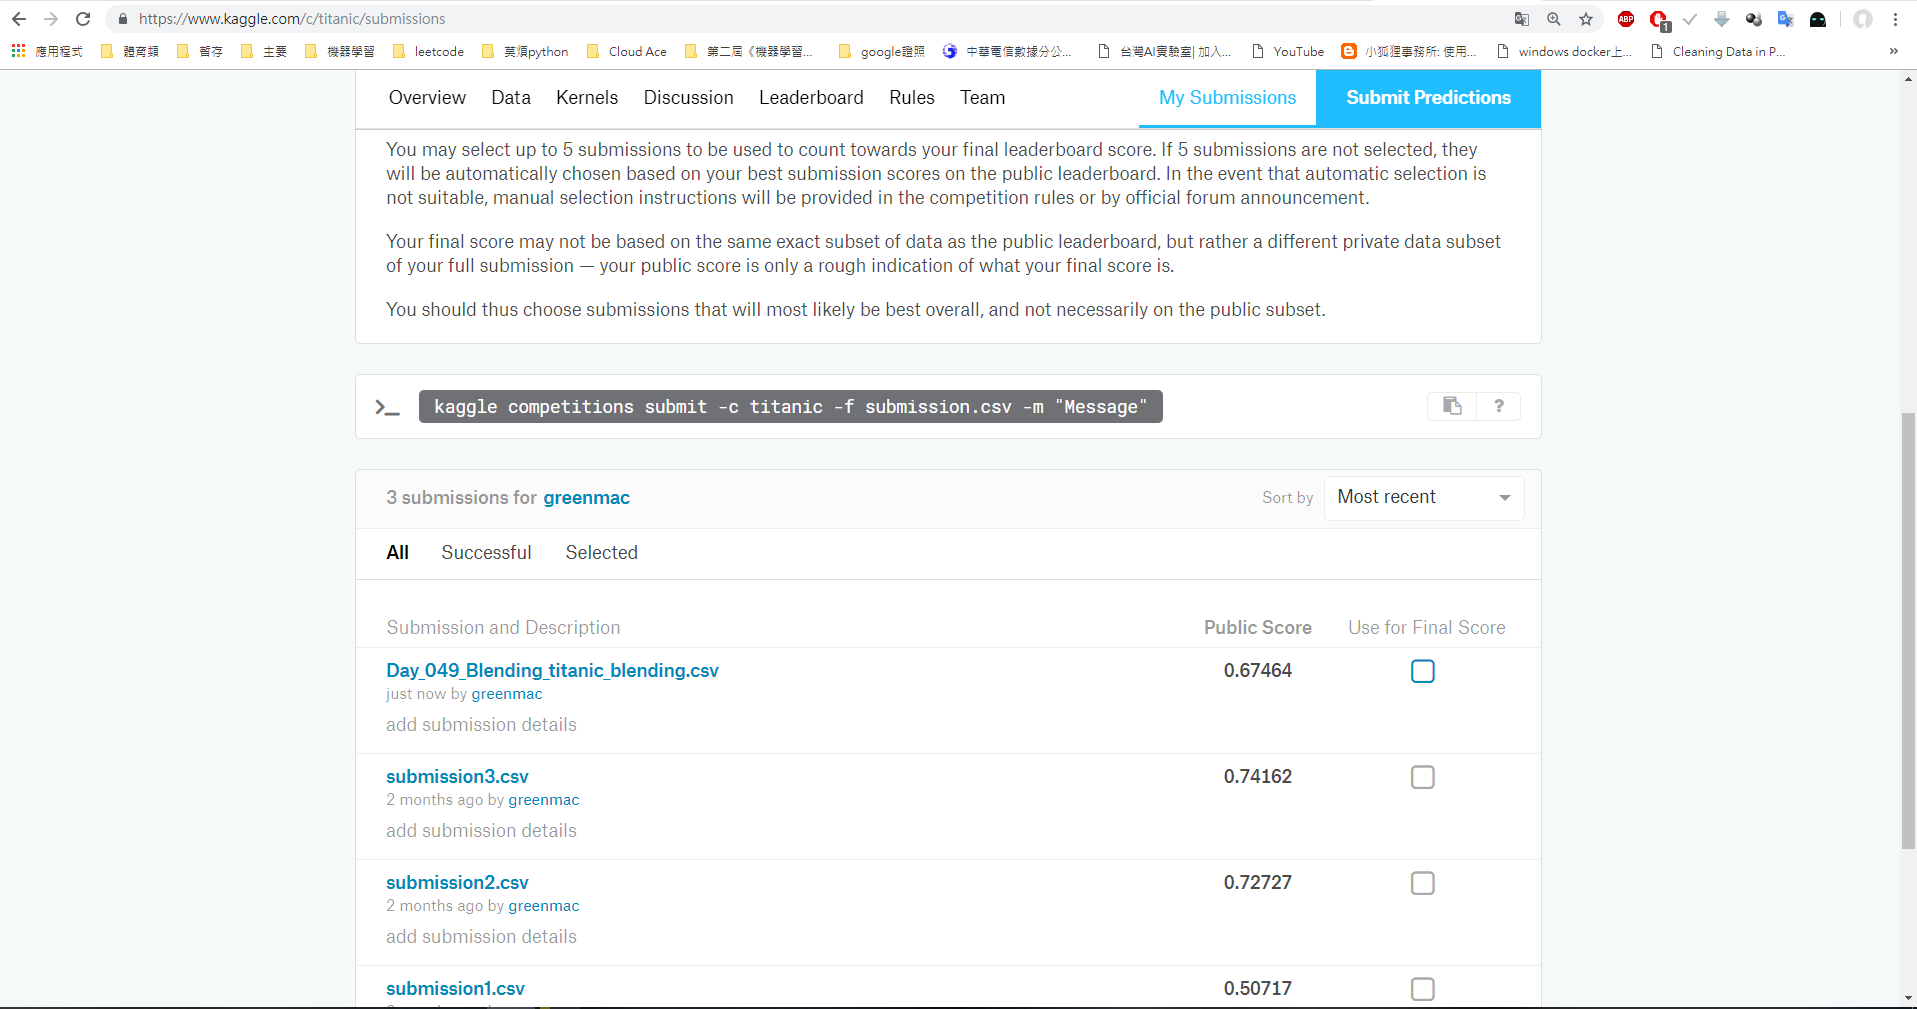 https://www.kaggle.com/c/titanic/submissions
ABP
1
應用程式 體育類 暫存 主要 機器學習 leetcode 莫煩python Cloud Ace 第二屆《機器學習... google證照 中華電信數據分公... 台灣AI實驗室| 加入... YouTube 小狐狸事務所: 使用... windows docker上... Cleaning Data in P... »
Overview Data Kernels Discussion Leaderboard Rules Team My Submissions Submit Predictions
You may select up to 5 submissions to be used to count towards your final leaderboard score. If 5 submissions are not selected, they
will be automatically chosen based on your best submission scores on the public leaderboard. In the event that automatic selection is
not suitable, manual selection instructions will be provided in the competition rules or by official forum announcement.
Your final score may not be based on the same exact subset of data as the public leaderboard, but rather a different private data subset
of your full submission — your public score is only a rough indication of what your final score is.
You should thus choose submissions that will most likely be best overall, and not necessarily on the public subset.
>_ kaggle competitions submit -c titanic -f submission.csv -m "Message" ?
3 submissions for greenmac Sort by Most recent
All Successful Selected
Submission and Description Public Score Use for Final Score
Day_049_Blending_titanic_blending.csv 0.67464
just now by greenmac
add submission details
submission3.csv 0.74162
2 months ago by greenmac
add submission details
submission2.csv 0.72727
2 months ago by greenmac
add submission details
submission1.csv 0.50717